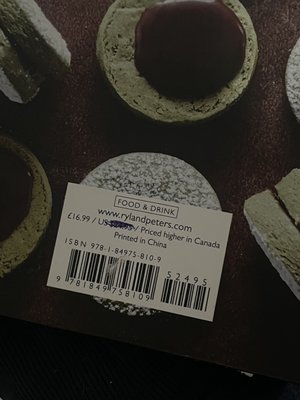 FOOD & DRINK
www.rylandpeters.com
£16.99 / US / Priced higher in Canada
Printed in China
ISBN 978-1-84975-810-9
52495
9 781849 758109